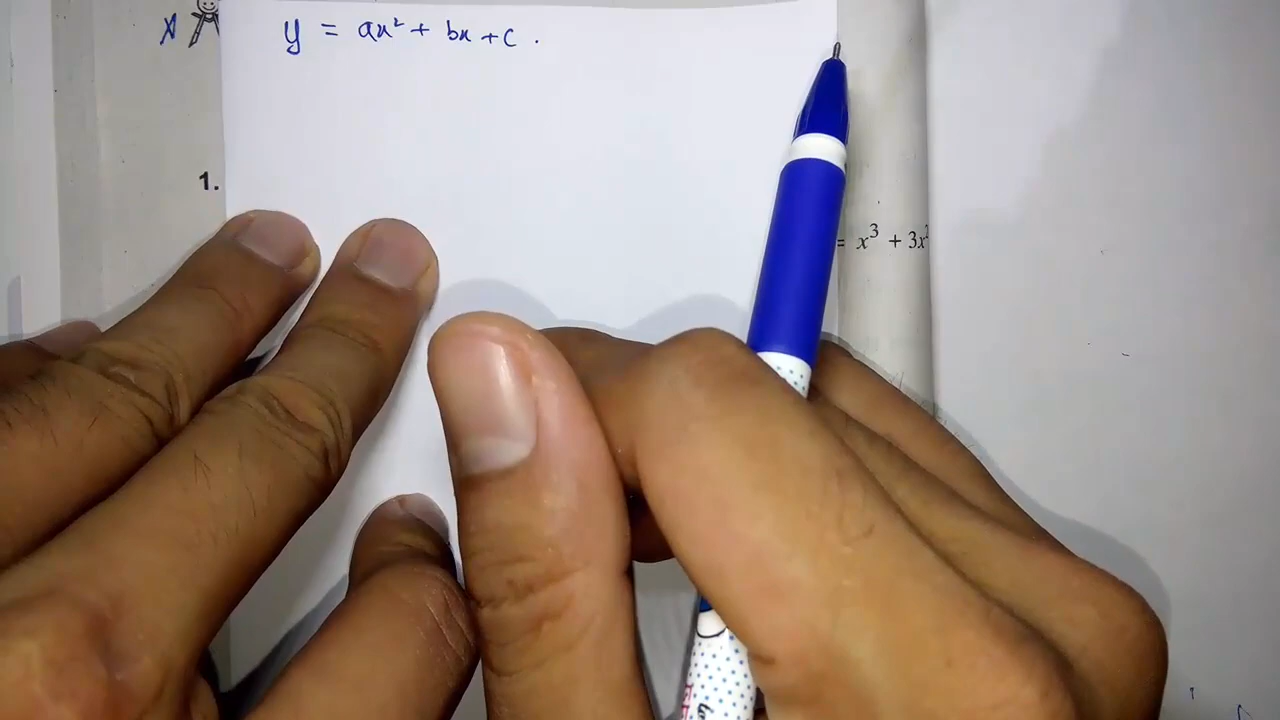 y = ax² + bx + c .
1.
= x³ + 3x²